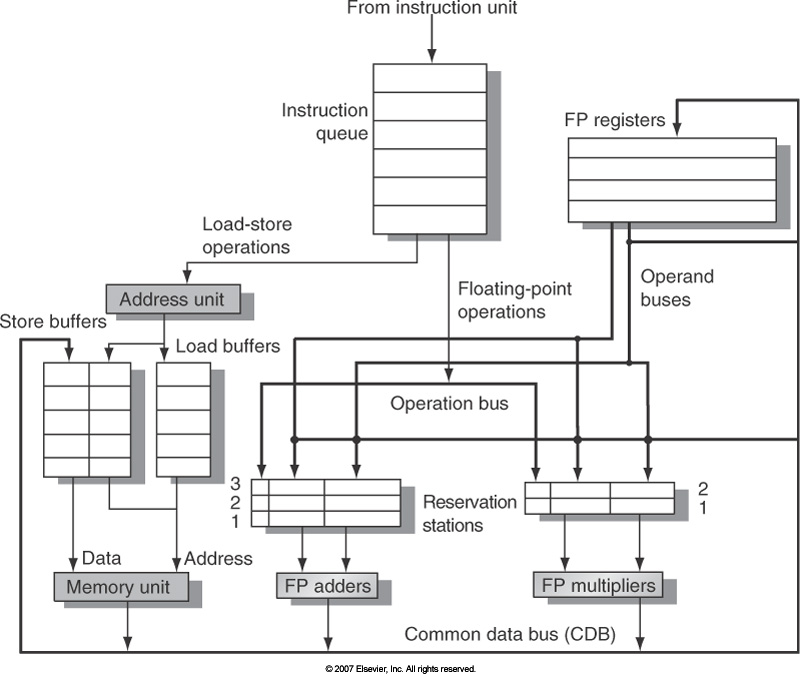 From instruction unit
Instruction
queue
FP registers
Load-store
operations
Operand
buses
Floating-point
operations
Address unit
Store buffers
Load buffers
Operation bus
3
2
1
Reservation
stations
2
1
Data
Address
Memory unit
FP adders
FP multipliers
Common data bus (CDB)
© 2007 Elsevier, Inc. All rights reserved.